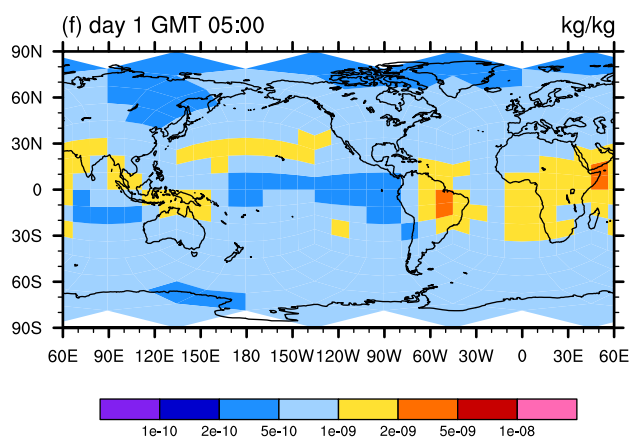 (f) day 1 GMT 05:00 kg/kg
90N
60N
30N
0
30S
60S
90S
60E 90E 120E 150E 180 150W 120W 90W 60W 30W 0 30E 60E
1e-10 2e-10 5e-10 1e-09 2e-09 5e-09 1e-08